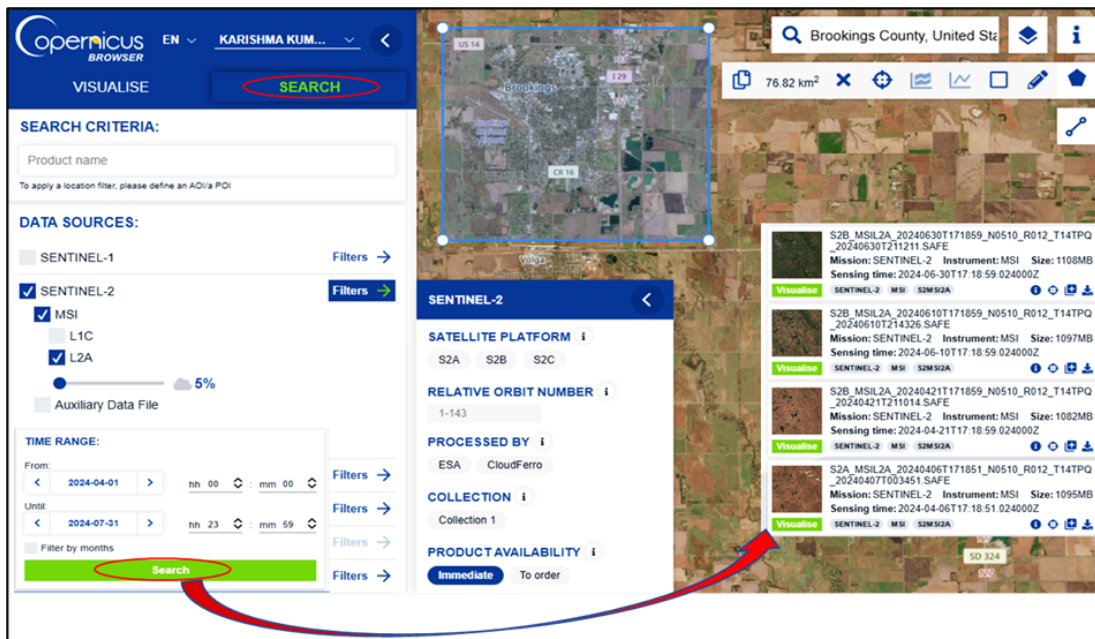 Copernicus
BROWSER
EN
KARISHMA KUM...
VISUALISE
SEARCH
SEARCH CRITERIA:
Product name
To apply a location filter, please define an AOI/a POI
DATA SOURCES:
SENTINEL-1
Filters
SENTINEL-2
Filters
MSI
L1C
L2A
5%
Auxiliary Data File
TIME RANGE:
From:
2024-04-01
hh 00 : mm 00
Until:
2024-07-31
hh 23 : mm 59
Filter by months
Search
Filters
Filters
Filters
Filters
US 14
I 29
Brookings
Brookings
Regional
Airport
CR 16
Volga
SENTINEL-2
SATELLITE PLATFORM i
S2A S2B S2C
RELATIVE ORBIT NUMBER i
1-143
PROCESSED BY i
ESA CloudFerro
COLLECTION i
Collection 1
PRODUCT AVAILABILITY i
Immediate To order
Brookings County, United Sta
i
76.82 km²
S2B_MSIL2A_20240630T171859_N0510_R012_T14TPQ
_20240630T211211.SAFE
Mission: SENTINEL-2 Instrument: MSI Size: 1108MB
Sensing time: 2024-06-30T17:18:59.024000Z
Visualise SENTINEL-2 MSI S2MSI2A
S2B_MSIL2A_20240610T171859_N0510_R012_T14TPQ
_20240610T214326.SAFE
Mission: SENTINEL-2 Instrument: MSI Size: 1097MB
Sensing time: 2024-06-10T17:18:59.024000Z
Visualise SENTINEL-2 MSI S2MSI2A
S2B_MSIL2A_20240421T171859_N0510_R012_T14TPQ
_20240421T211014.SAFE
Mission: SENTINEL-2 Instrument: MSI Size: 1082MB
Sensing time: 2024-04-21T17:18:59.024000Z
Visualise SENTINEL-2 MSI S2MSI2A
S2A_MSIL2A_20240406T171851_N0510_R012_T14TPQ
_20240407T003451.SAFE
Mission: SENTINEL-2 Instrument: MSI Size: 1095MB
Sensing time: 2024-04-06T17:18:51.024000Z
Visualise SENTINEL-2 MSI S2MSI2A
SD 324